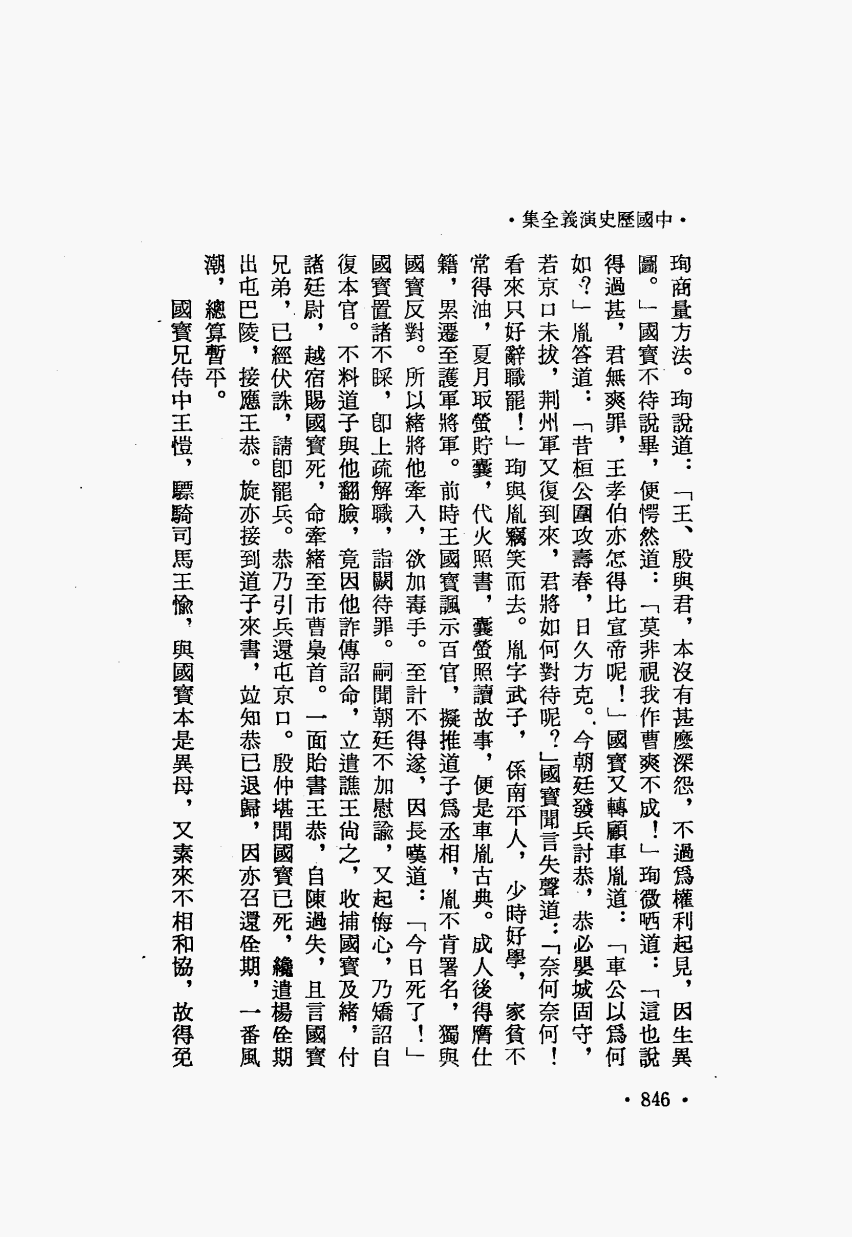 •中國歷史演義全集•
珣商量方法。珣說道：「王、殷與君，本沒有甚麼深怨，不過爲權利起見，因生異
圖。」國寶不待說畢，便愕然道：「莫非視我作曹爽不成！」珣微哂道：「這也說
得過甚，君無爽罪，王孝伯亦怎得比宣帝呢！」國寶又轉顧車胤道：「車公以爲何
如？」胤答道：「昔桓公圍攻壽春，日久方克。今朝廷發兵討恭，恭必嬰城固守，
若京口未拔，荆州軍又復到來，君將如何對待呢？」國寶聞言失聲道：「奈何奈何！
看來只好辭職罷！」珣與胤竊笑而去。胤字武子，係南平人，少時好學，家貧不
常得油，夏月取螢貯囊，代火照書，囊螢照讀故事，便是車胤古典。成人後得膺仕
籍，累遷至護軍將軍。前時王國寶諷示百官，擬推道子爲丞相，胤不肯署名，獨與
國寶反對。所以緒將他牽入，欲加毒手。至計不得遂，因長嘆道：「今日死了！」
國寶置諸不睬，卽上疏解職，詣闕待罪。嗣聞朝廷不加慰諭，又起悔心，乃矯詔自
復本官。不料道子與他翻臉，竟因他詐傳詔命，立遣譙王尙之，收捕國寶及緒，付
諸廷尉，越宿賜國寶死，命牽緒至市曹梟首。一面貽書王恭，自陳過失，且言國寶
兄弟，已經伏誅，請卽罷兵。恭乃引兵還屯京口。殷仲堪聞國寶已死，纔遣楊佺期
出屯巴陵，接應王恭。旋亦接到道子來書，並知恭已退歸，因亦召還佺期，一番風
潮，總算暫平。
國寶兄侍中王愷，驃騎司馬王愉，與國寶本是異母，又素來不相和協，故得免
•846•